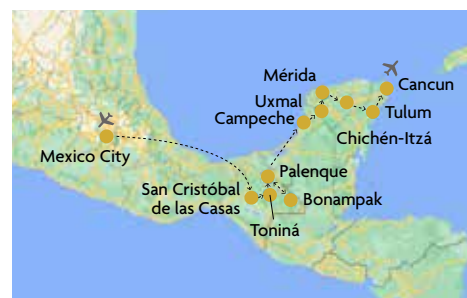 Mérida
Cancun
Uxmal
Campeche
Tulum
Chichén-Itzá
Mexico City
Palenque
San Cristóbal
de las Casas
Bonampak
Toniná